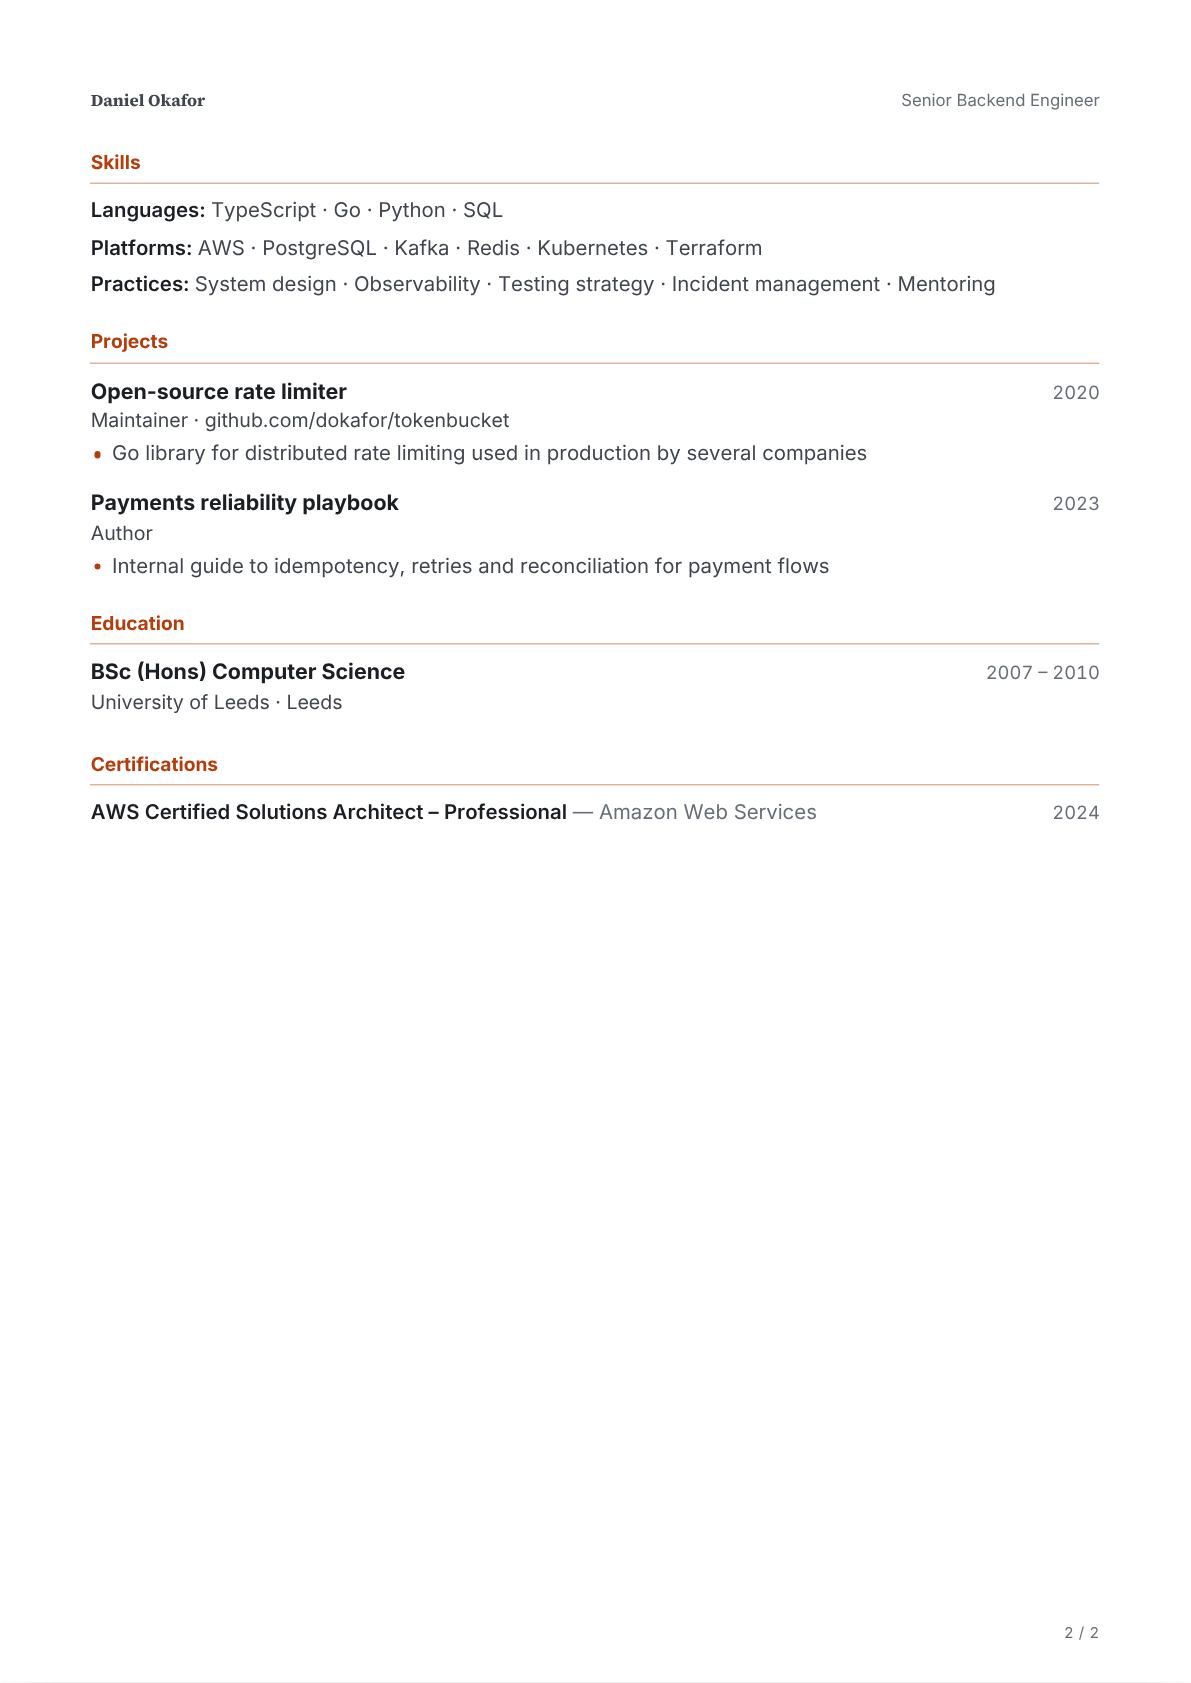 Daniel Okafor Senior Backend Engineer
Skills
Languages: TypeScript · Go · Python · SQL
Platforms: AWS · PostgreSQL · Kafka · Redis · Kubernetes · Terraform
Practices: System design · Observability · Testing strategy · Incident management · Mentoring
Projects
Open-source rate limiter 2020
Maintainer · github.com/dokafor/tokenbucket
• Go library for distributed rate limiting used in production by several companies
Payments reliability playbook 2023
Author
• Internal guide to idempotency, retries and reconciliation for payment flows
Education
BSc (Hons) Computer Science 2007 – 2010
University of Leeds · Leeds
Certifications
AWS Certified Solutions Architect – Professional — Amazon Web Services 2024
2 / 2